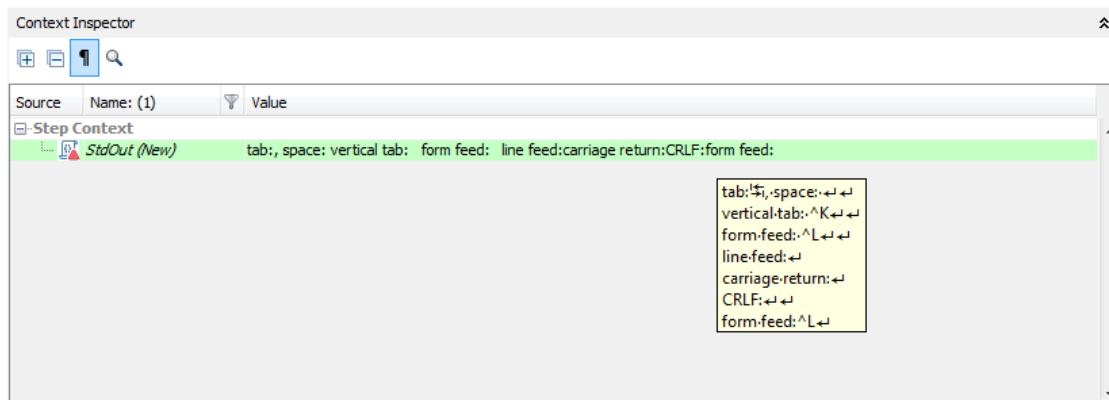 Context Inspector
¶
Source Name: (1) Value
Step Context
StdOut (New) tab:, space: vertical tab: form feed: line feed:carriage return:CRLF:form feed:
tab:↹,·space:·↵↵
vertical·tab:·^K↵↵
form·feed:·^L↵↵
line·feed:↵
carriage·return:↵
CRLF:↵↵
form·feed:^L↵